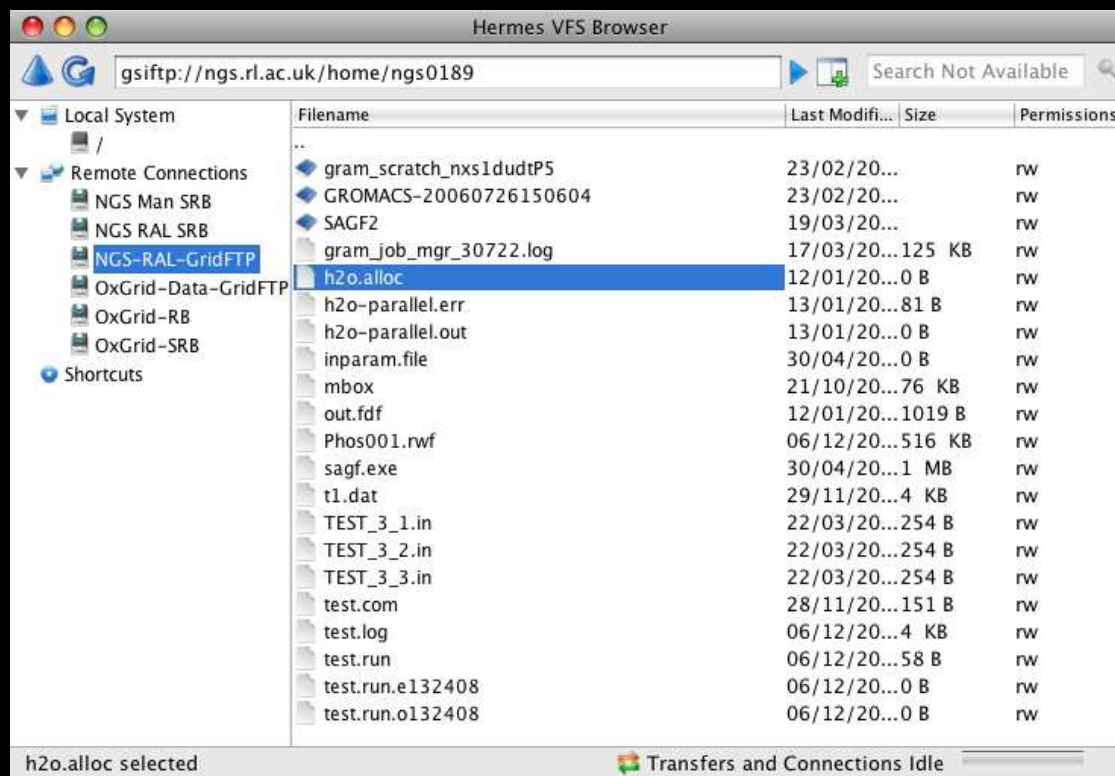 Hermes VFS Browser
gsiftp://ngs.rl.ac.uk/home/ngs0189 Search Not Available
Local System
/
Remote Connections
NGS Man SRB
NGS RAL SRB
NGS-RAL-GridFTP
OxGrid-Data-GridFTP
OxGrid-RB
OxGrid-SRB
Shortcuts
Filename Last Modifi... Size Permissions
..
gram_scratch_nxs1dudtP5 23/02/20... rw
GROMACS-20060726150604 23/02/20... rw
SAGF2 19/03/20... rw
gram_job_mgr_30722.log 17/03/20...125 KB rw
h2o.alloc 12/01/20...0 B rw
h2o-parallel.err 13/01/20...81 B rw
h2o-parallel.out 13/01/20...0 B rw
inparam.file 30/04/20...0 B rw
mbox 21/10/20...76 KB rw
out.fdf 12/01/20...1019 B rw
Phos001.rwf 06/12/20...516 KB rw
sagf.exe 30/04/20...1 MB rw
t1.dat 29/11/20...4 KB rw
TEST_3_1.in 22/03/20...254 B rw
TEST_3_2.in 22/03/20...254 B rw
TEST_3_3.in 22/03/20...254 B rw
test.com 28/11/20...151 B rw
test.log 06/12/20...4 KB rw
test.run 06/12/20...58 B rw
test.run.e132408 06/12/20...0 B rw
test.run.o132408 06/12/20...0 B rw
h2o.alloc selected Transfers and Connections Idle